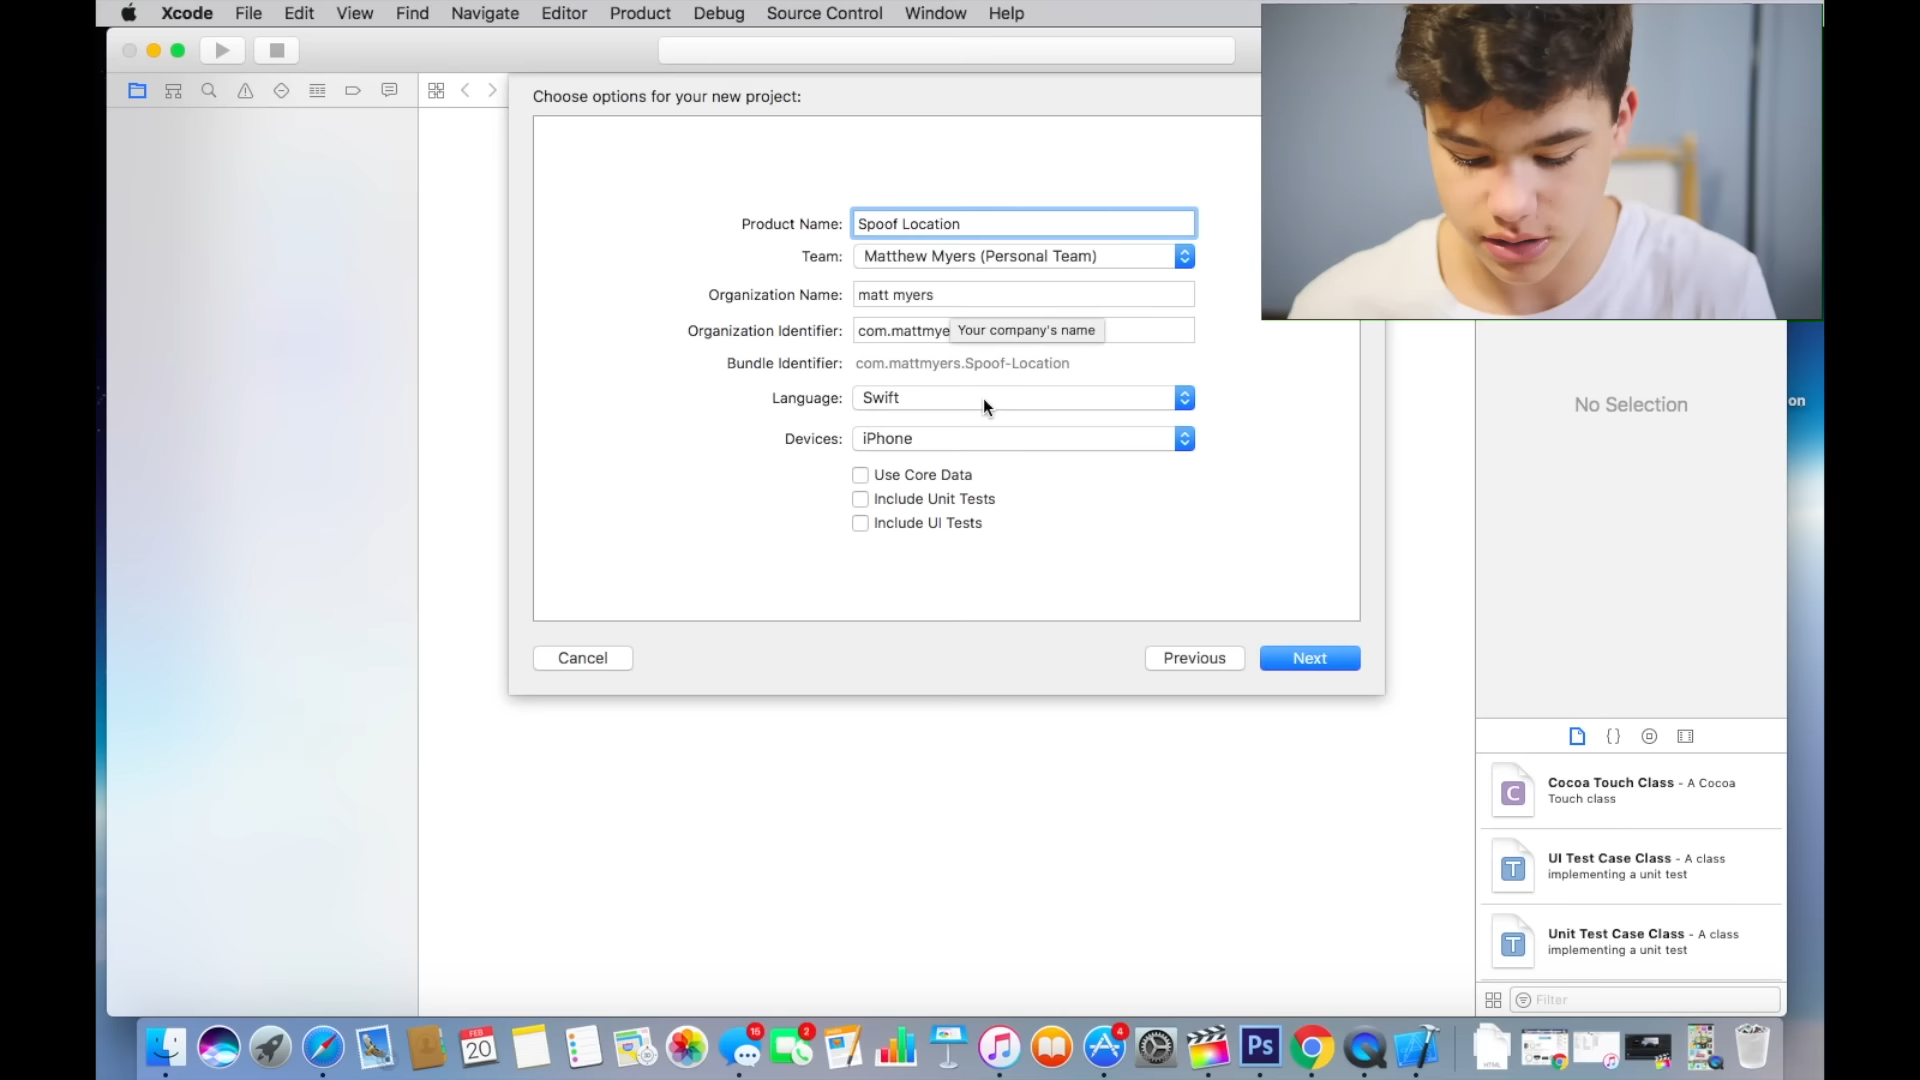 Xcode File Edit View Find Navigate Editor Product Debug Source Control Window Help
Choose options for your new project:
Product Name: Spoof Location
Team: Matthew Myers (Personal Team)
Organization Name: matt myers
Organization Identifier: com.mattmye
Your company's name
Bundle Identifier: com.mattmyers.Spoof-Location
Language: Swift
Devices: iPhone
Use Core Data
Include Unit Tests
Include UI Tests
Cancel Previous Next
No Selection
on
Cocoa Touch Class - A Cocoa
Touch class
UI Test Case Class - A class
implementing a unit test
Unit Test Case Class - A class
implementing a unit test
Filter
C
T
T
FEB
20
15
2
4
Ps
HTML